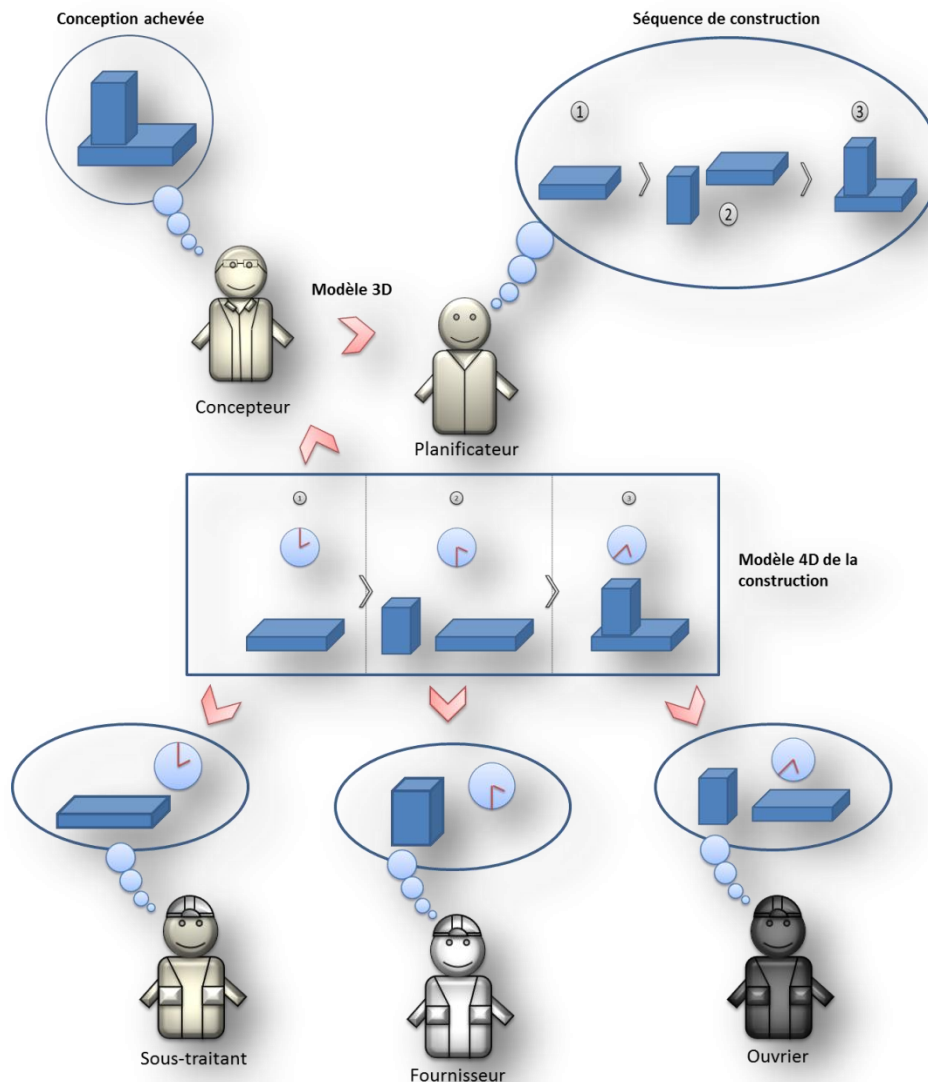 Conception achevée
Séquence de construction
1
3
2
Modèle 3D
Concepteur
Planificateur
1
2
3
Modèle 4D de la
construction
Sous-traitant
Fournisseur
Ouvrier